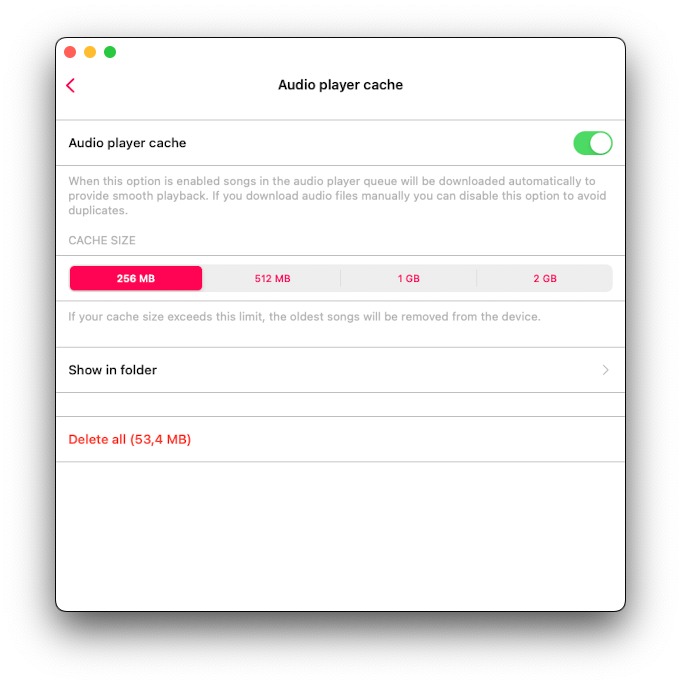 Audio player cache
Audio player cache
When this option is enabled songs in the audio player queue will be downloaded automatically to
provide smooth playback. If you download audio files manually you can disable this option to avoid
duplicates.
CACHE SIZE
256 MB 512 MB 1 GB 2 GB
If your cache size exceeds this limit, the oldest songs will be removed from the device.
Show in folder
Delete all (53,4 MB)